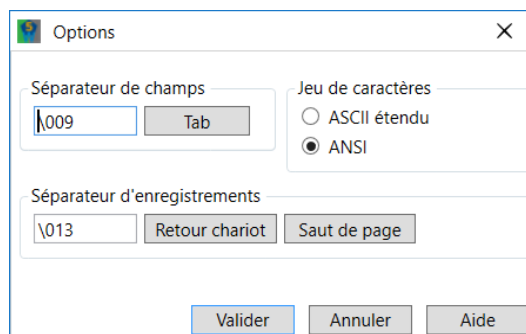 Options
Séparateur de champs
\009
Tab
Jeu de caractères
ASCII étendu
ANSI
Séparateur d'enregistrements
\013
Retour chariot
Saut de page
Valider
Annuler
Aide